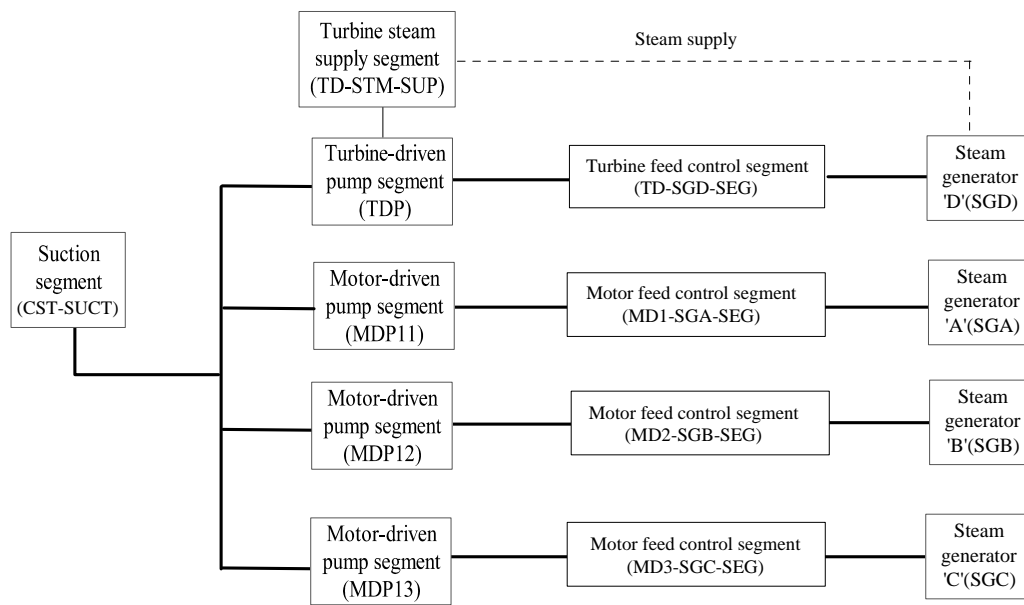 Turbine steam
supply segment
(TD-STM-SUP)
Steam supply
Turbine-driven
pump segment
(TDP)
Turbine feed control segment
(TD-SGD-SEG)
Steam
generator
'D'(SGD)
Suction
segment
(CST-SUCT)
Motor-driven
pump segment
(MDP11)
Motor feed control segment
(MD1-SGA-SEG)
Steam
generator
'A'(SGA)
Motor-driven
pump segment
(MDP12)
Motor feed control segment
(MD2-SGB-SEG)
Steam
generator
'B'(SGB)
Motor-driven
pump segment
(MDP13)
Motor feed control segment
(MD3-SGC-SEG)
Steam
generator
'C'(SGC)